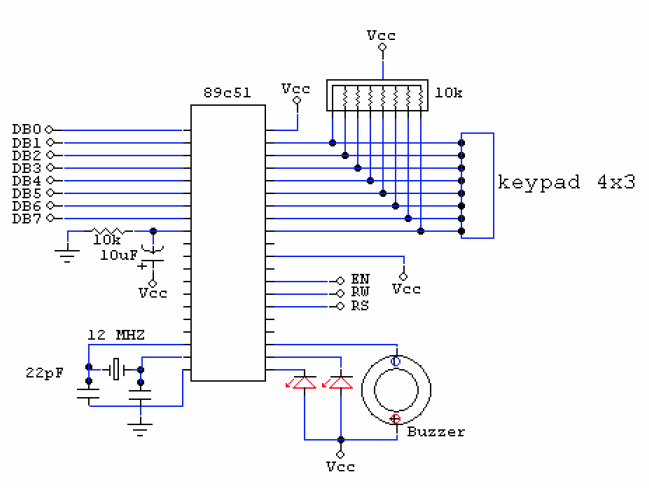 Vcc
89c51
Vcc
10k
DB0
DB1
DB2
DB3
DB4
DB5
DB6
DB7
keypad 4x3
10k
10uF
+
Vcc
EN
RW
RS
Vcc
12 MHZ
22pF
Buzzer
Vcc